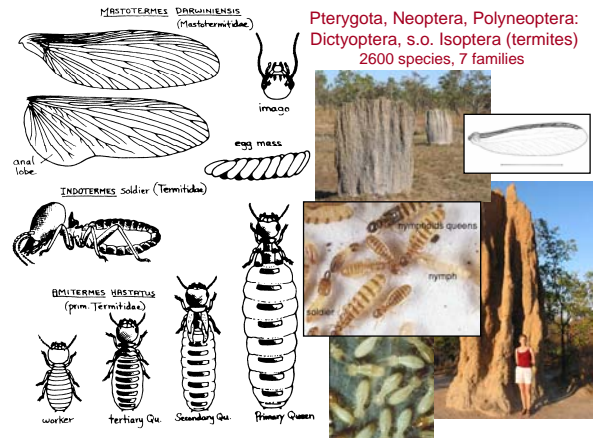 MASTOTERMES DARWINIENSIS
(Mastotermitidae)
imago
egg mass
anal
lobe
INDOTERMES soldier (Termitidae)
AMITERMES HASTATUS
(prim. Termitidae)
worker
tertiary Qu.
Secondary Qu.
Primary Queen
Pterygota, Neoptera, Polyneoptera:
Dictyoptera, s.o. Isoptera (termites)
2600 species, 7 families
nymphoids queens
nymph
soldier